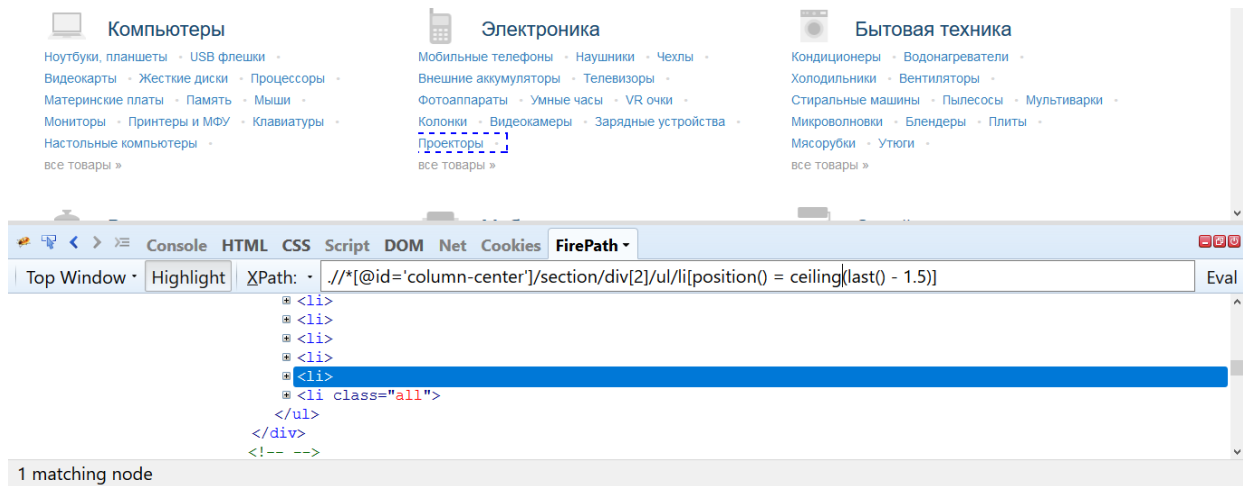 Компьютеры
Ноутбуки, планшеты • USB флешки •
Видеокарты • Жесткие диски • Процессоры •
Материнские платы • Память • Мыши •
Мониторы • Принтеры и МФУ • Клавиатуры •
Настольные компьютеры •
все товары »
Электроника
Мобильные телефоны • Наушники • Чехлы •
Внешние аккумуляторы • Телевизоры •
Фотоаппараты • Умные часы • VR очки •
Колонки • Видеокамеры • Зарядные устройства •
Проекторы •
все товары »
Бытовая техника
Кондиционеры • Водонагреватели •
Холодильники • Вентиляторы •
Стиральные машины • Пылесосы • Мультиварки •
Микроволновки • Блендеры • Плиты •
Мясорубки • Утюги •
все товары »
Console HTML CSS Script DOM Net Cookies FirePath
Top Window Highlight XPath: .//*[@id='column-center']/section/div[2]/ul/li[position() = ceiling(last() - 1.5)] Eval
<li>
<li>
<li>
<li>
<li>
<li class="all">
</ul>
</div>
<!-- -->
1 matching node